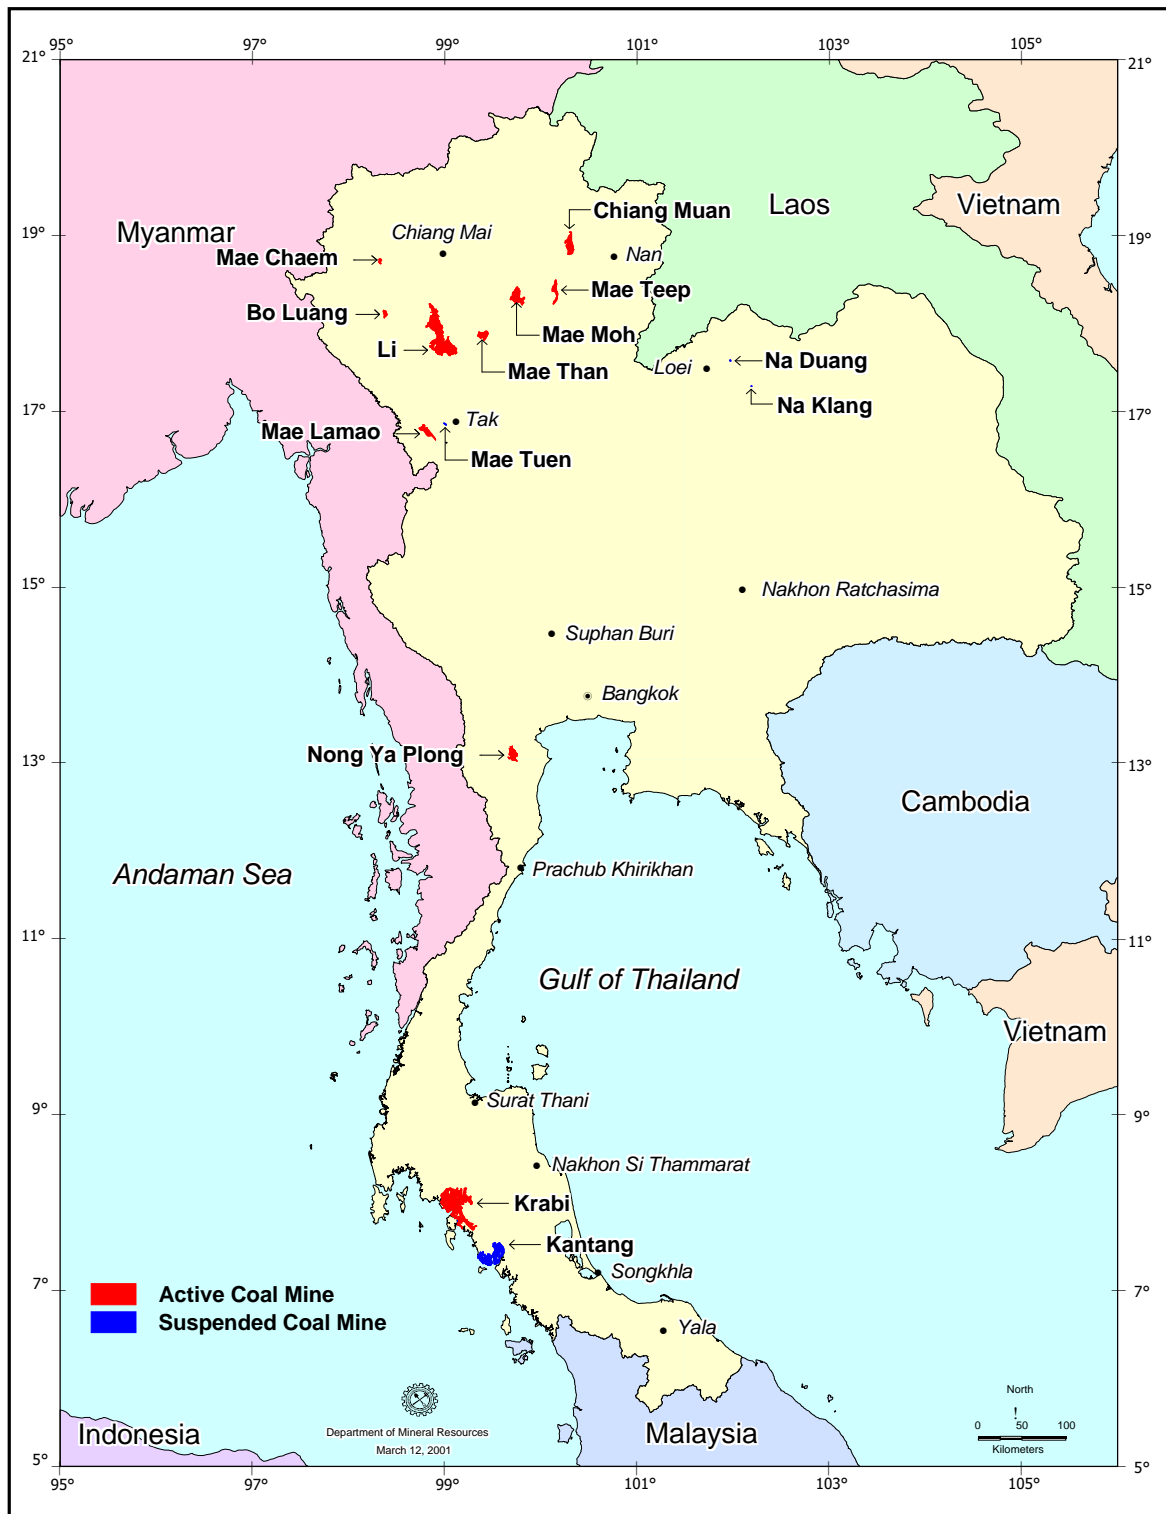 95° 97° 99° 101° 103° 105°
21° 21°
Chiang Muan Laos Vietnam
Myanmar Chiang Mai 19° 19°
Mae Chaem Nan
Mae Teep
Bo Luang
Mae Moh
Li
Mae Than
Loei Na Duang
Na Klang
17° 17°
Tak
Mae Lamao
Mae Tuen
15° 15°
Nakhon Ratchasima
Suphan Buri
Bangkok
Nong Ya Plong
13° 13°
Cambodia
Andaman Sea
Prachub Khirikhan
11° 11°
Gulf of Thailand
Vietnam
Surat Thani
9° 9°
Nakhon Si Thammarat
Krabi
Kantang
Songkhla
7° 7°
Active Coal Mine
Suspended Coal Mine
Yala
North
0 50 100
Kilometers
Department of Mineral Resources
March 12, 2001
Indonesia
Malaysia
5° 5°
95° 97° 99° 101° 103° 105°